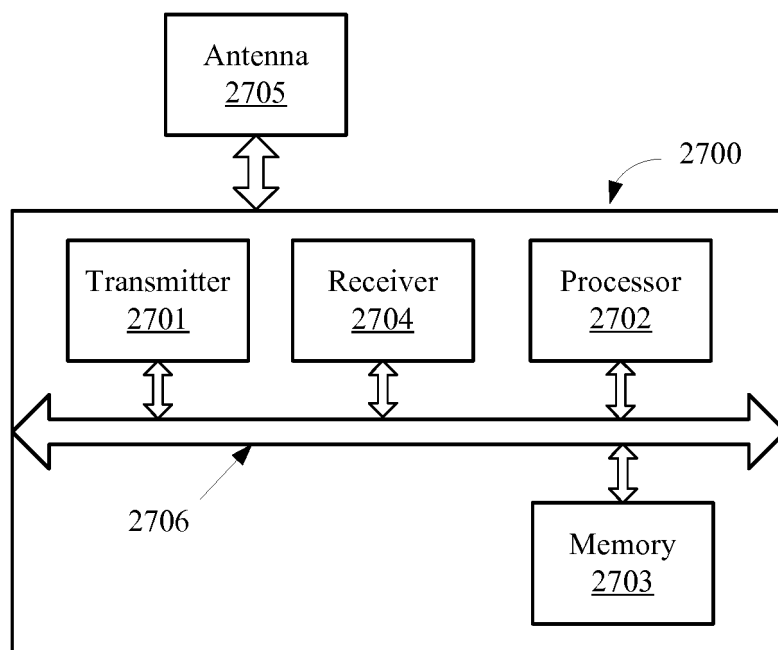 Antenna
2705
2700
Transmitter
2701
Receiver
2704
Processor
2702
2706
Memory
2703